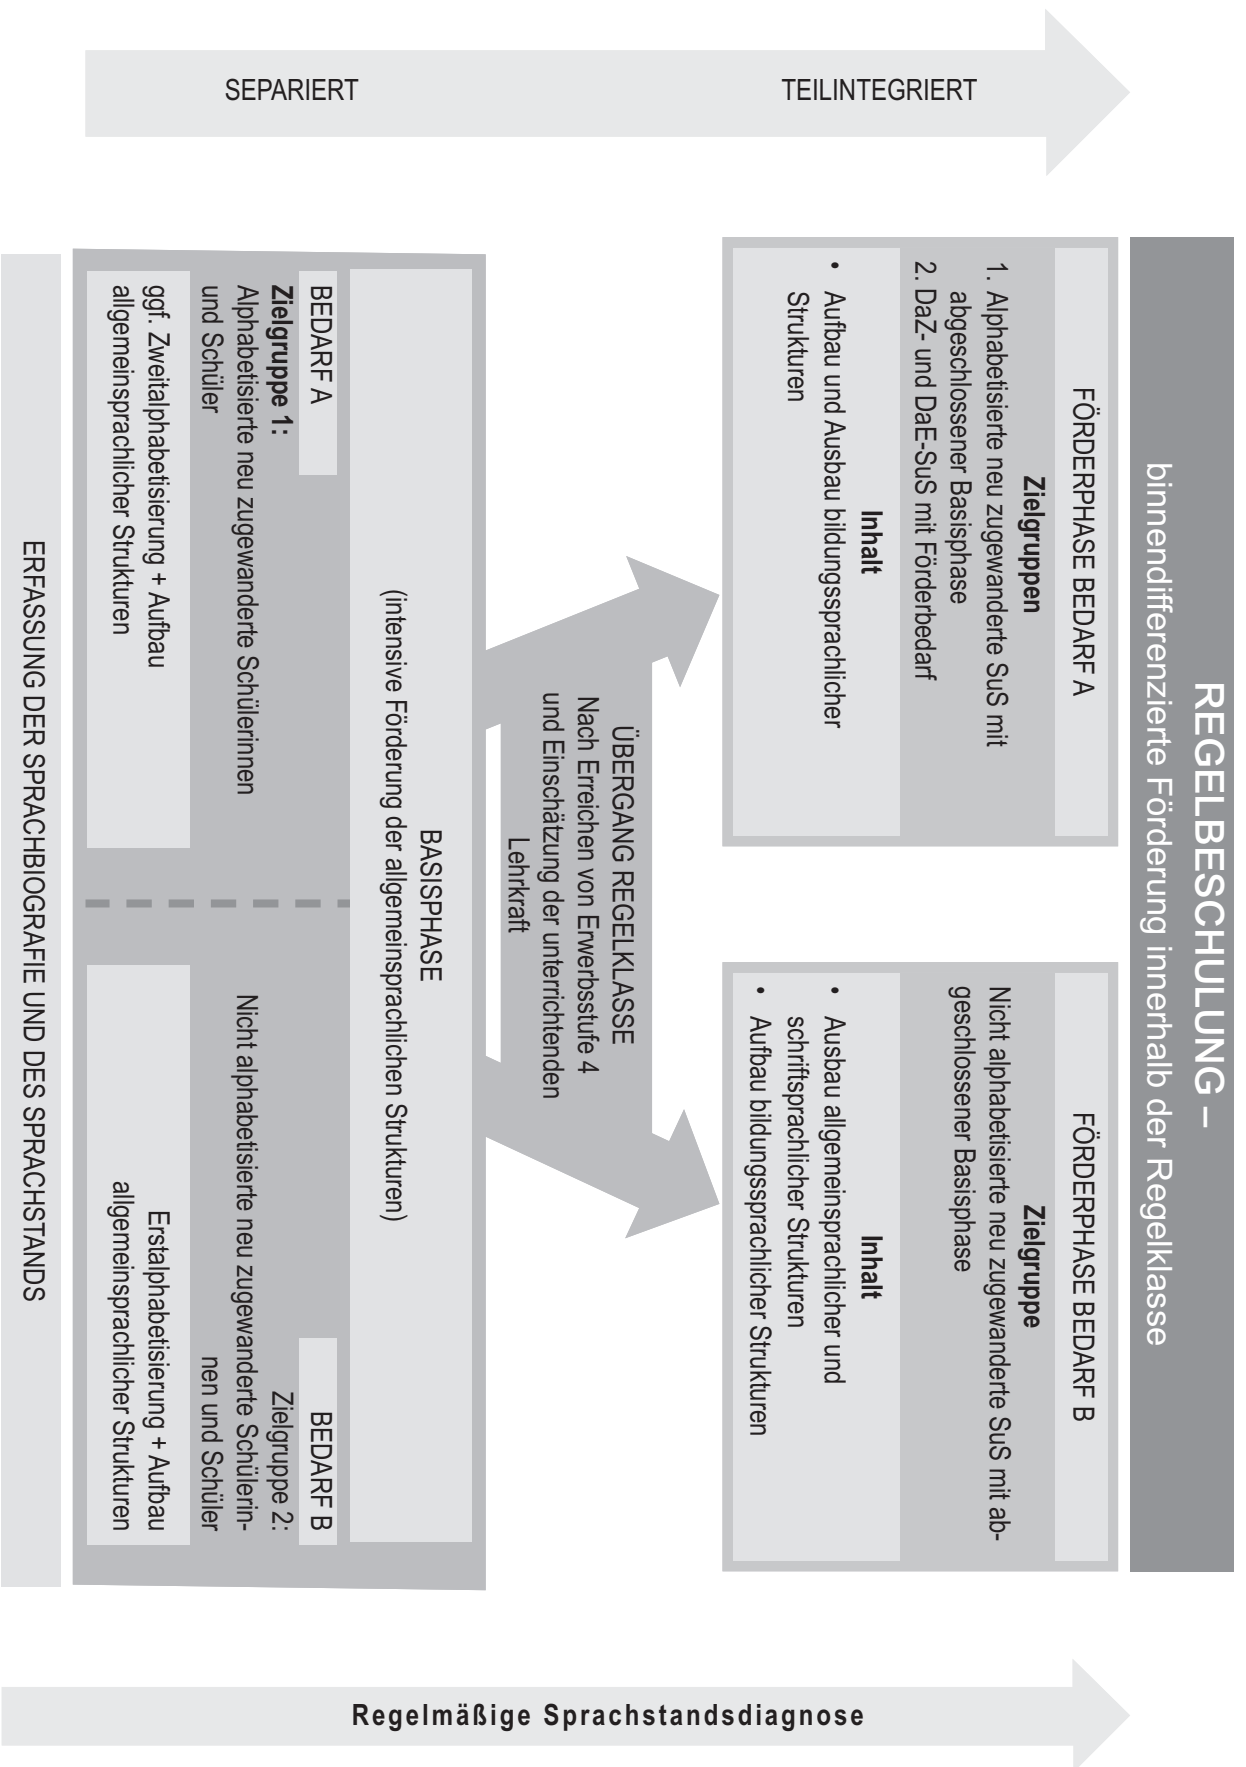 REGELBESCHULUNG –
binnendifferenzierte Förderung innerhalb der Regelklasse
TEILINTEGRIERT
FÖRDERPHASE BEDARF A
Zielgruppen
1. Alphabetisierte neu zugewanderte SuS mit
abgeschlossener Basisphase
2. DaZ- und DaE-SuS mit Förderbedarf
Inhalt
• Aufbau und Ausbau bildungssprachlicher
Strukturen
FÖRDERPHASE BEDARF B
Zielgruppe
Nicht alphabetisierte neu zugewanderte SuS mit ab-
geschlossener Basisphase
Inhalt
• Ausbau allgemeinsprachlicher und
schriftsprachlicher Strukturen
• Aufbau bildungssprachlicher Strukturen
ÜBERGANG REGELKLASSE
Nach Erreichen von Erwerbsstufe 4
und Einschätzung der unterrichtenden
Lehrkraft
SEPARIERT
BASISPHASE
(intensive Förderung der allgemeinsprachlichen Strukturen)
BEDARF A
Zielgruppe 1:
Alphabetisierte neu zugewanderte Schülerinnen
und Schüler
ggf. Zweitalphabetisierung + Aufbau
allgemeinsprachlicher Strukturen
BEDARF B
Zielgruppe 2:
Nicht alphabetisierte neu zugewanderte Schülerin-
nen und Schüler
Erstalphabetisierung + Aufbau
allgemeinsprachlicher Strukturen
ERFASSUNG DER SPRACHBIOGRAFIE UND DES SPRACHSTANDS
Regelmäßige Sprachstandsdiagnose